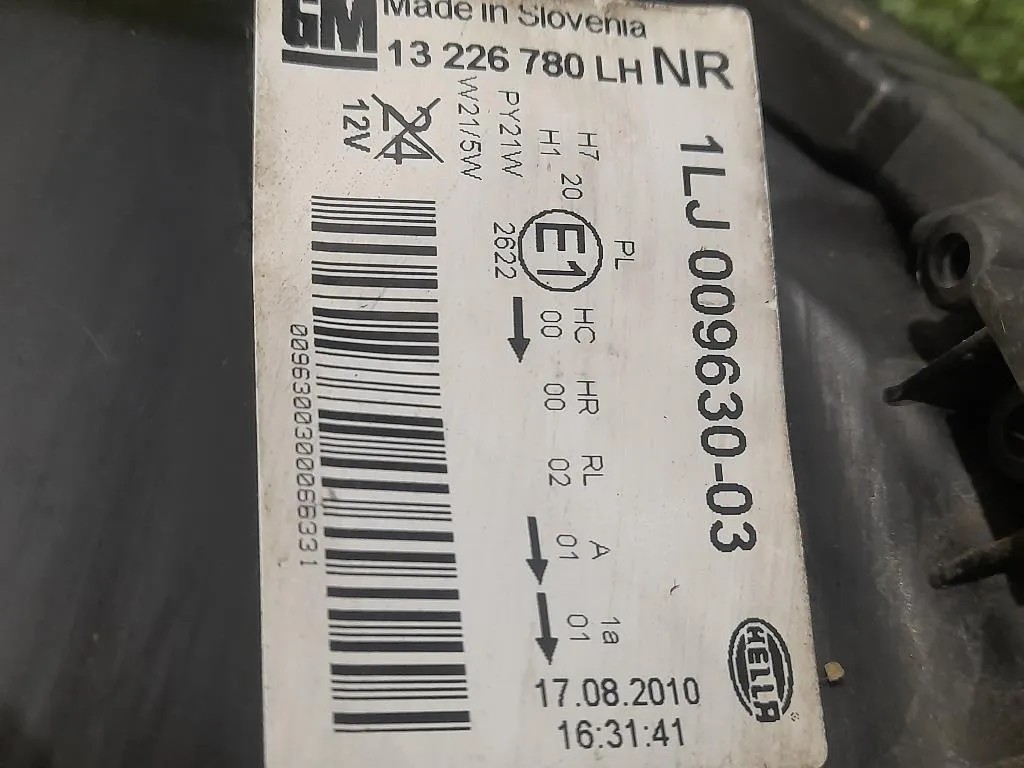 GM
Made in Slovenia
13 226 780 LH NR
1LJ 009630-03
HELLA
H7
H1
PY21W
W21/5W
24
12V
20
E1
2622
PL
HC HR RL A 1a
00 00 02 01 01
17.08.2010
16:31:41